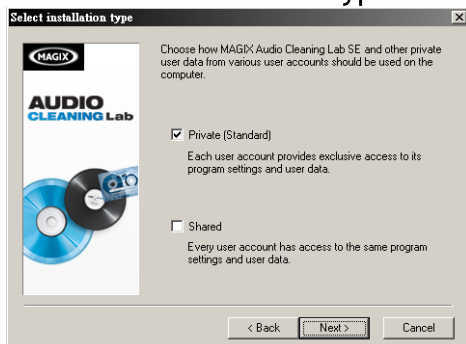 Select installation type
MAGIX
Choose how MAGIX Audio Cleaning Lab SE and other private
user data from various user accounts should be used on the
computer.
AUDIO
CLEANING Lab
Private (Standard)
Each user account provides exclusive access to its
program settings and user data.
Shared
Every user account has access to the same program
settings and user data.
< Back
Next >
Cancel